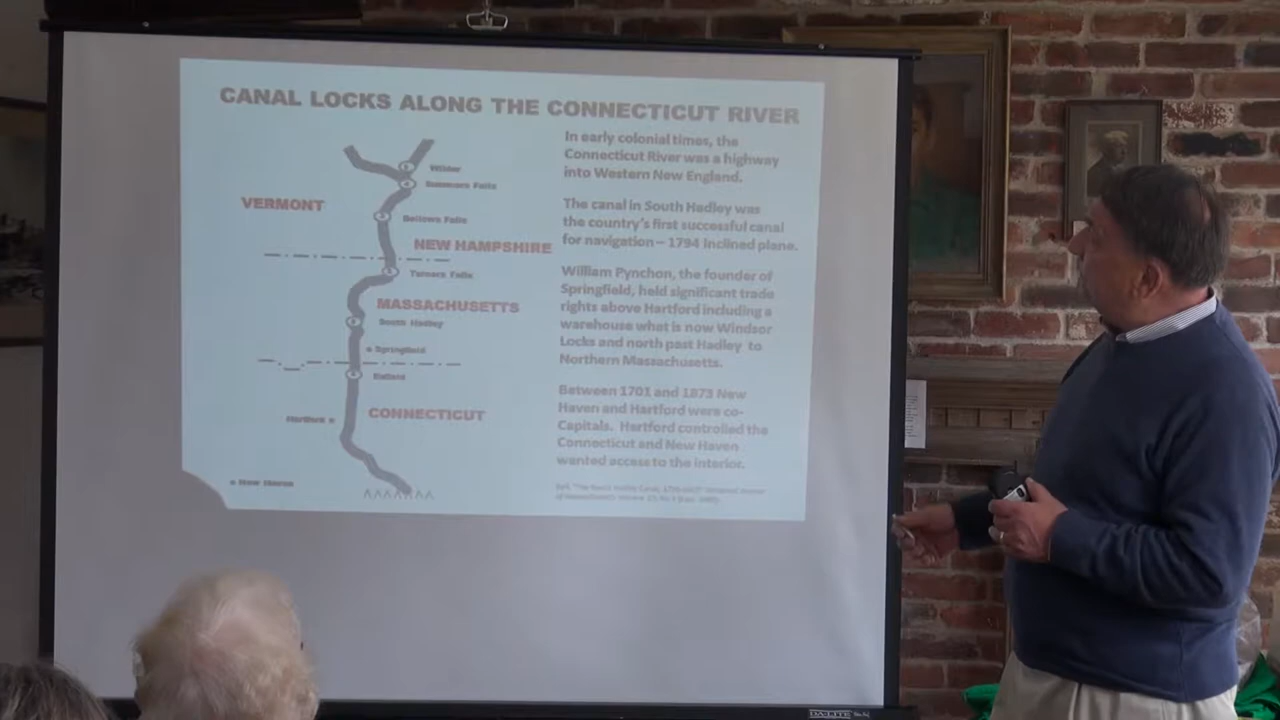 CANAL LOCKS ALONG THE CONNECTICUT RIVER
Wilder
Sumners Falls
VERMONT
Bellows Falls
NEW HAMPSHIRE
Turners Falls
MASSACHUSETTS
South Hadley
Springfield
Enfield
CONNECTICUT
Hartford
New Haven
In early colonial times, the
Connecticut River was a highway
into Western New England.
The canal in South Hadley was
the country's first successful canal
for navigation – 1794 Inclined plane.
William Pynchon, the founder of
Springfield, held significant trade
rights above Hartford including a
warehouse what is now Windsor
Locks and north past Hadley to
Northern Massachusetts.
Between 1701 and 1873 New
Haven and Hartford were co-
Capitals. Hartford controlled the
Connecticut and New Haven
wanted access to the interior.
DA-LITE